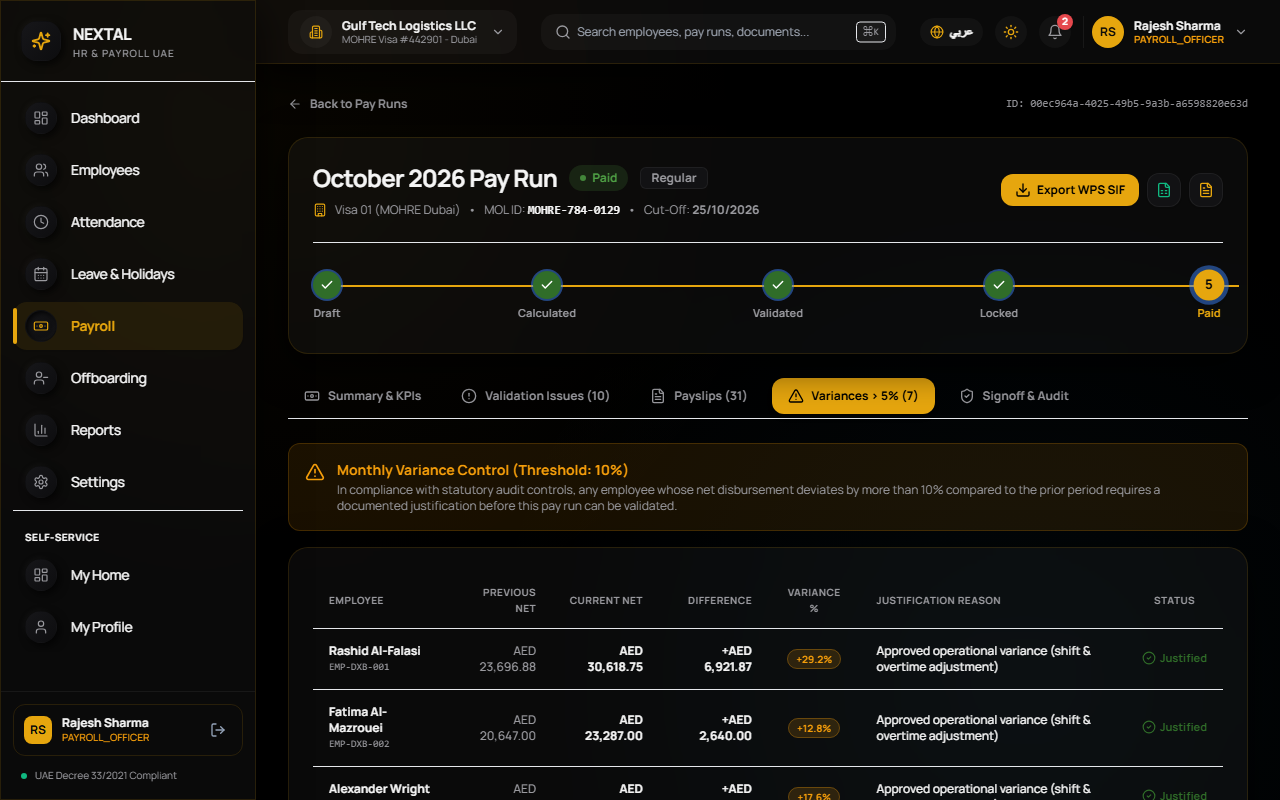 NEXTAL
HR & PAYROLL UAE
Gulf Tech Logistics LLC
MOHRE Visa #442901 - Dubai
Search employees, pay runs, documents...
⌘K
عربي
2
RS
Rajesh Sharma
PAYROLL_OFFICER
Dashboard
Employees
Attendance
Leave & Holidays
Payroll
Offboarding
Reports
Settings
SELF-SERVICE
My Home
My Profile
RS
Rajesh Sharma
PAYROLL_OFFICER
UAE Decree 33/2021 Compliant
Back to Pay Runs
ID: 00ec964a-4025-49b5-9a3b-a6598820e63d
October 2026 Pay Run
Paid
Regular
Export WPS SIF
Visa 01 (MOHRE Dubai) • MOL ID: MOHRE-784-0129 • Cut-Off: 25/10/2026
5
Draft
Calculated
Validated
Locked
Paid
Summary & KPIs
Validation Issues (10)
Payslips (31)
Variances > 5% (7)
Signoff & Audit
Monthly Variance Control (Threshold: 10%)
In compliance with statutory audit controls, any employee whose net disbursement deviates by more than 10% compared to the prior period requires a
documented justification before this pay run can be validated.
EMPLOYEE
PREVIOUS
NET
CURRENT NET
DIFFERENCE
VARIANCE
%
JUSTIFICATION REASON
STATUS
Rashid Al-Falasi
EMP-DXB-001
AED
23,696.88
AED
30,618.75
+AED
6,921.87
+29.2%
Approved operational variance (shift &
overtime adjustment)
Justified
Fatima Al-
Mazrouei
EMP-DXB-002
AED
20,647.00
AED
23,287.00
+AED
2,640.00
+12.8%
Approved operational variance (shift &
overtime adjustment)
Justified
Alexander Wright
AED
AED
+AED
+17.6%
Approved operational variance (shift &
Justified